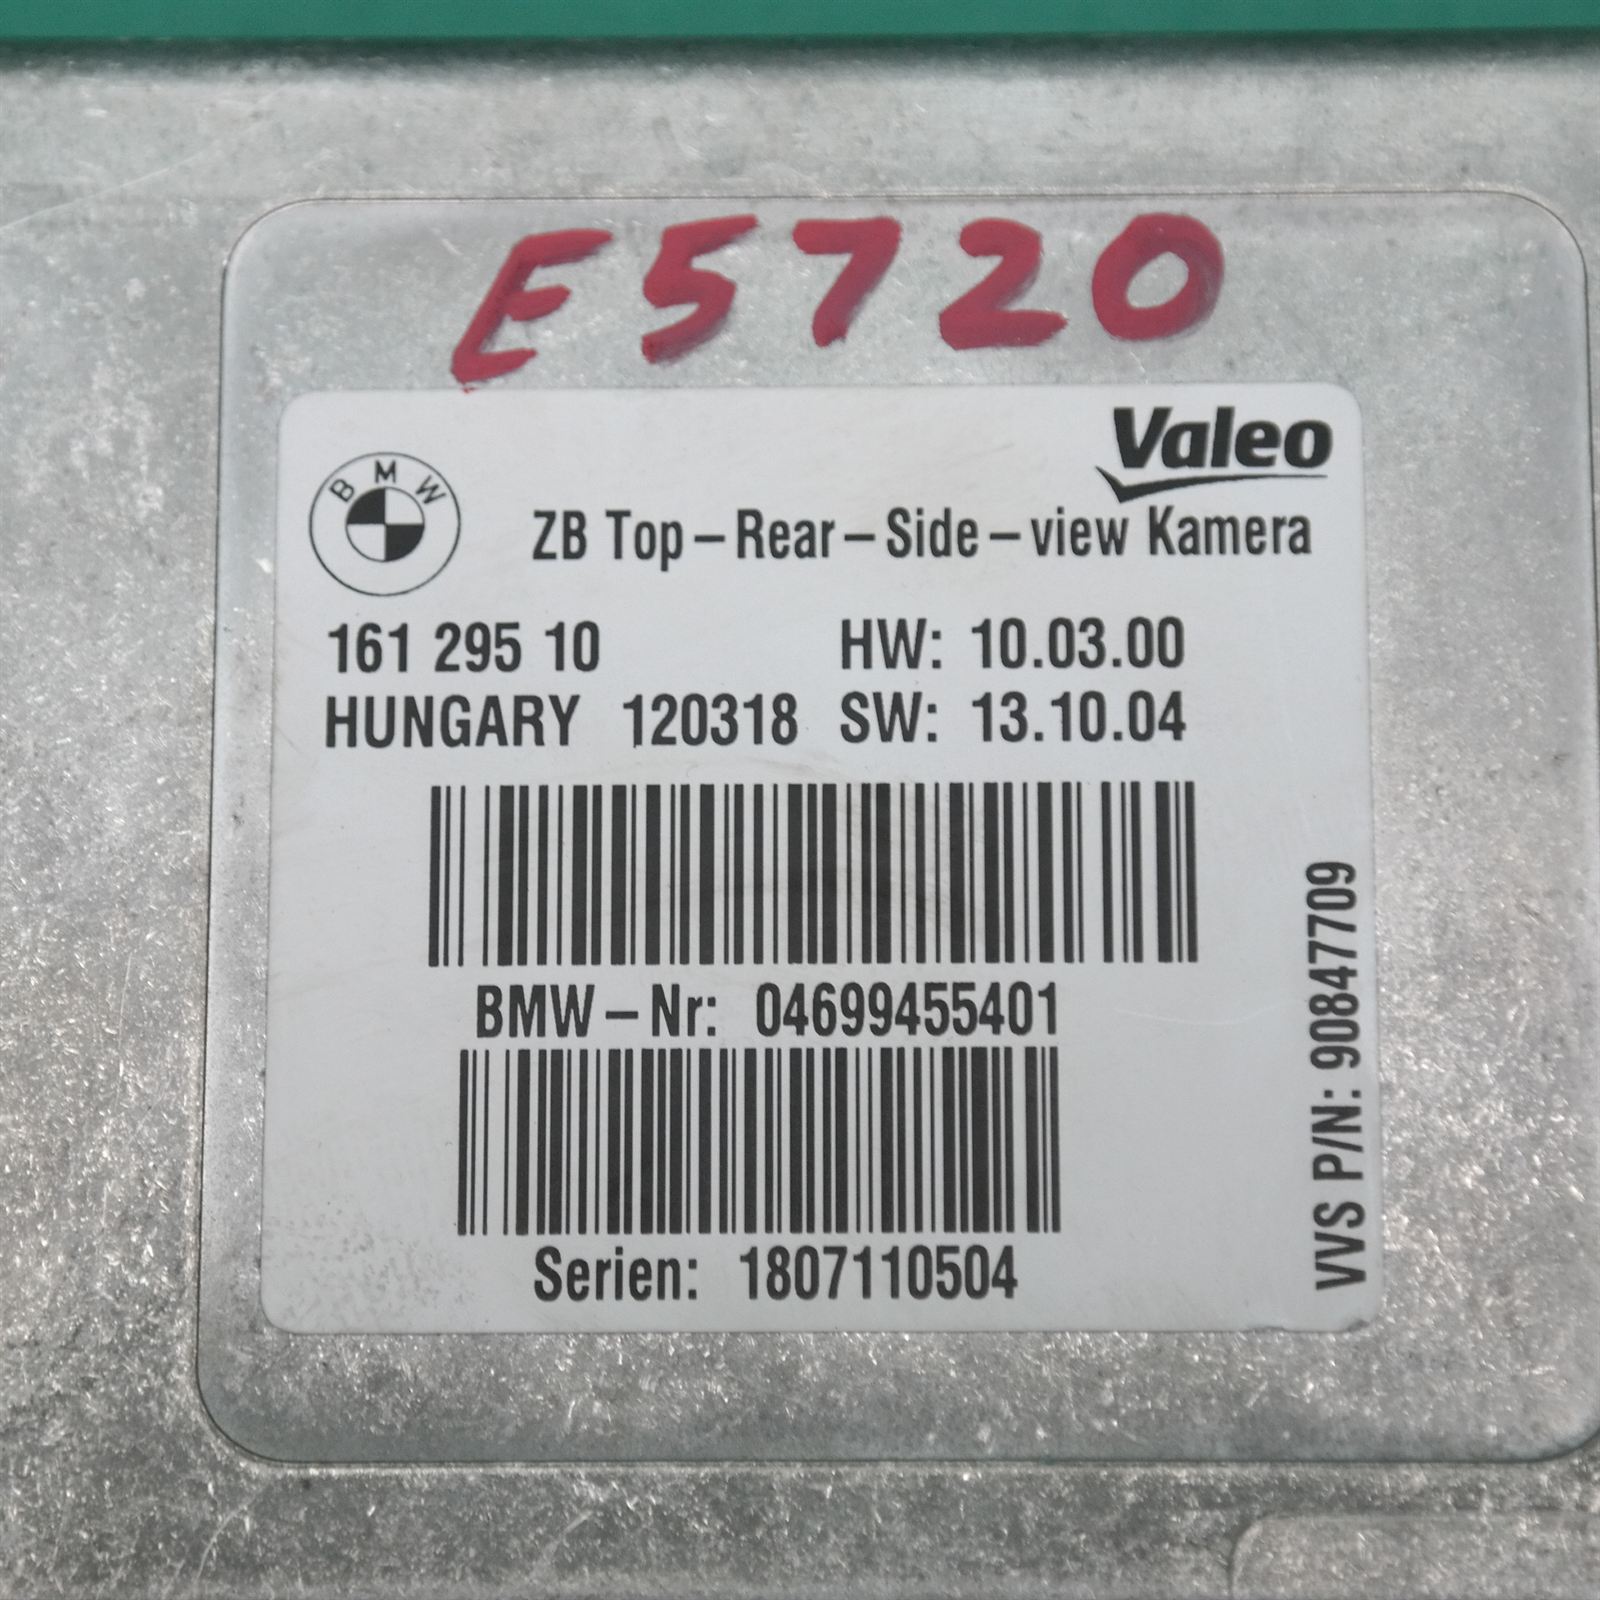 E5720
Valeo
BMW
ZB Top-Rear-Side-view Kamera
161 295 10 HW: 10.03.00
HUNGARY 120318 SW: 13.10.04
BMW-Nr: 04699455401
Serien: 1807110504
VVS P/N: 90847709